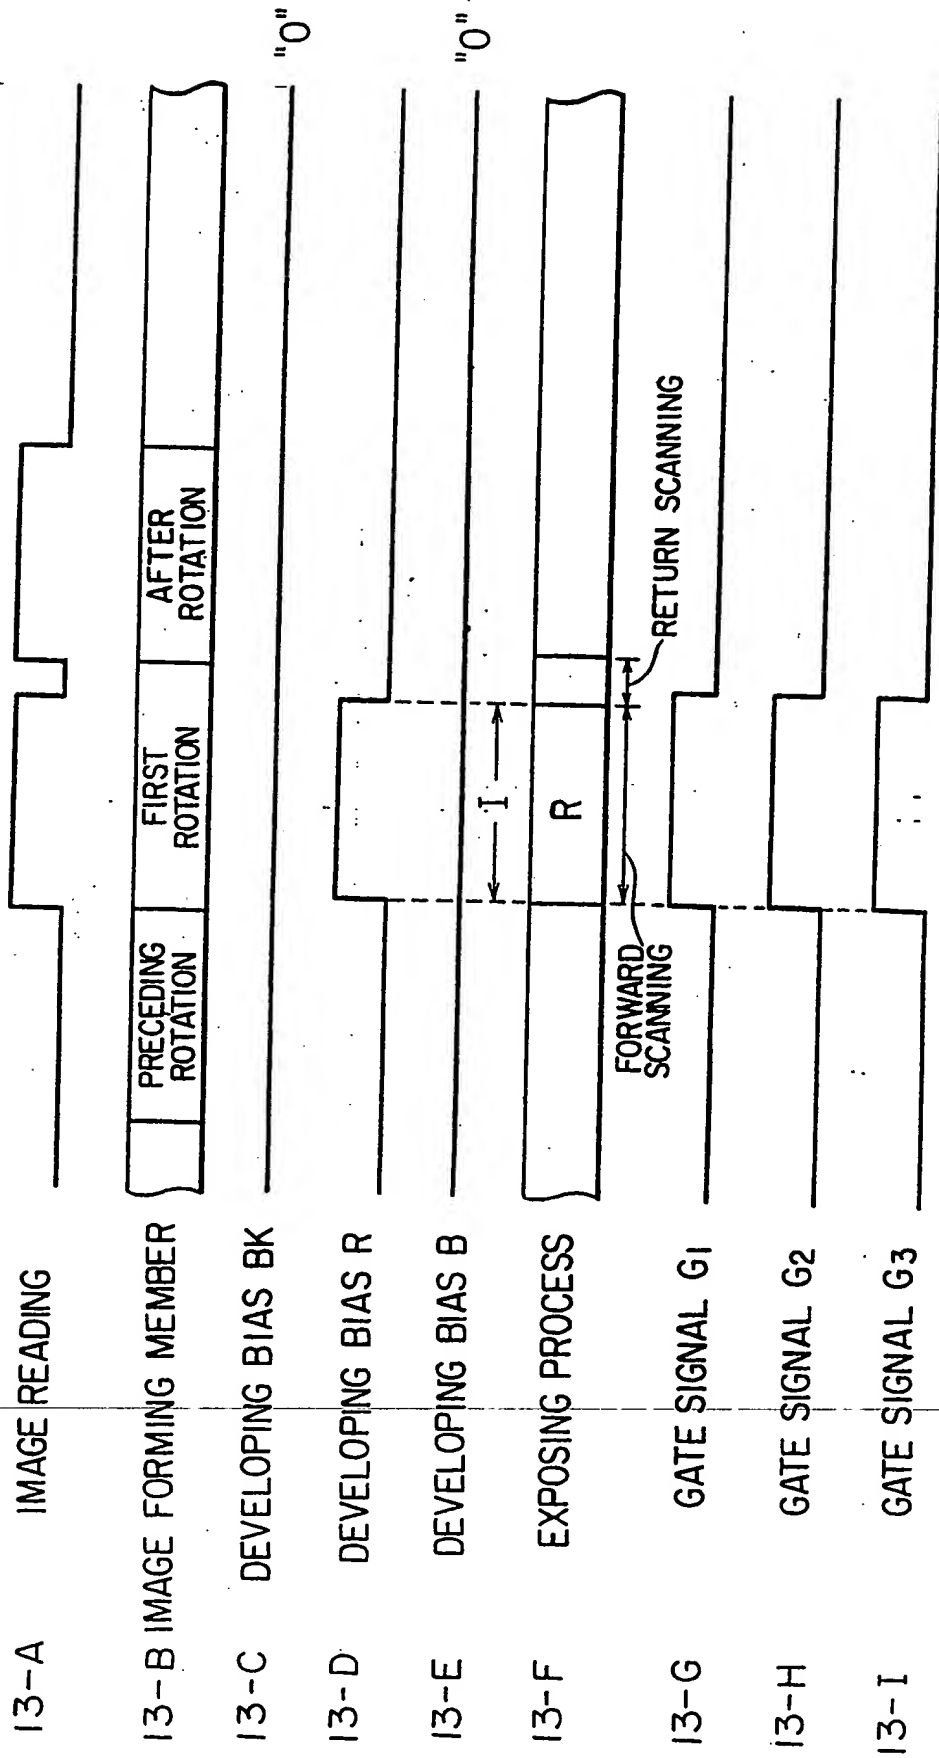 13-A IMAGE READING
13-B IMAGE FORMING MEMBER
PRECEDING
ROTATION
FIRST
ROTATION
AFTER
ROTATION
13-C DEVELOPING BIAS BK
"O"
13-D DEVELOPING BIAS R
13-E DEVELOPING BIAS B
"O"
I
13-F EXPOSING PROCESS
R
FORWARD
SCANNING
RETURN SCANNING
13-G GATE SIGNAL G1
13-H GATE SIGNAL G2
13-I GATE SIGNAL G3